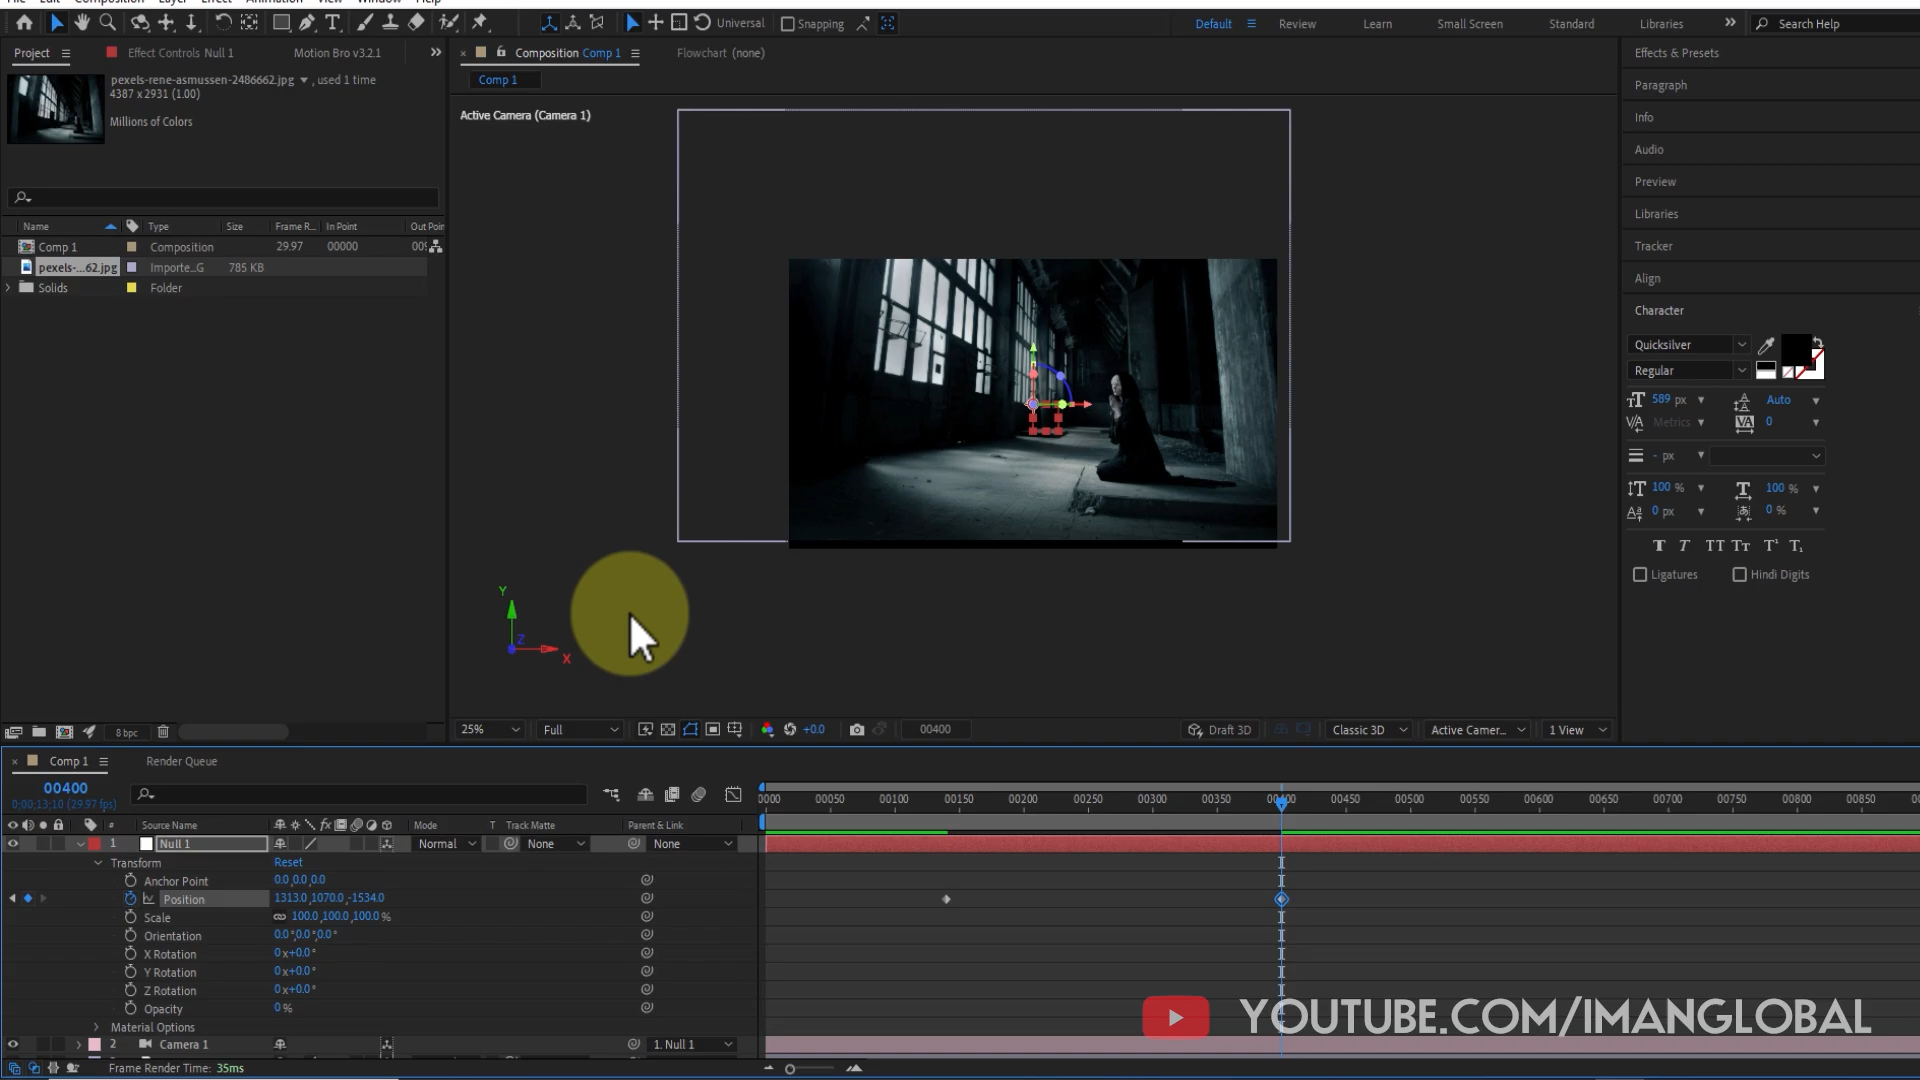 Universal
Snapping
Default
Review
Learn
Small Screen
Standard
Libraries
Search Help
Project
Effect Controls Null 1
Motion Bro v3.2.1
Composition Comp 1
Flowchart (none)
Comp 1
pexels-rene-asmussen-2486662.jpg , used 1 time
4387 x 2931 (1.00)
Millions of Colors
Active Camera (Camera 1)
Name
Type
Size
Frame R...
In Point
Out Poin
Comp 1
Composition
29.97
00000
pexels-...62.jpg
Importe...G
785 KB
Solids
Folder
Effects & Presets
Paragraph
Info
Audio
Preview
Libraries
Tracker
Align
Character
Quicksilver
Regular
589 px
Auto
Metrics
0
- px
100 %
100 %
0 px
0 %
Ligatures
Hindi Digits
Y
Z
X
8 bpc
25%
Full
+0.0
00400
Draft 3D
Classic 3D
Active Camer...
1 View
Comp 1
Render Queue
00400
0;00;13;10 (29.97 fps)
0000
00050
00100
00150
00200
00250
00300
00350
00450
00500
00550
00600
00650
00700
00750
00800
00850
#
Source Name
Mode
T
Track Matte
Parent & Link
1
Null 1
Normal
None
None
Transform
Reset
Anchor Point
0.0,0.0,0.0
Position
1313.0,1070.0,-1534.0
Scale
100.0,100.0,100.0 %
Orientation
0.0°,0.0°,0.0°
X Rotation
0x+0.0°
Y Rotation
0x+0.0°
Z Rotation
0x+0.0°
Opacity
0 %
Material Options
2
Camera 1
1. Null 1
Frame Render Time: 35ms
YOUTUBE.COM/IMANGLOBAL